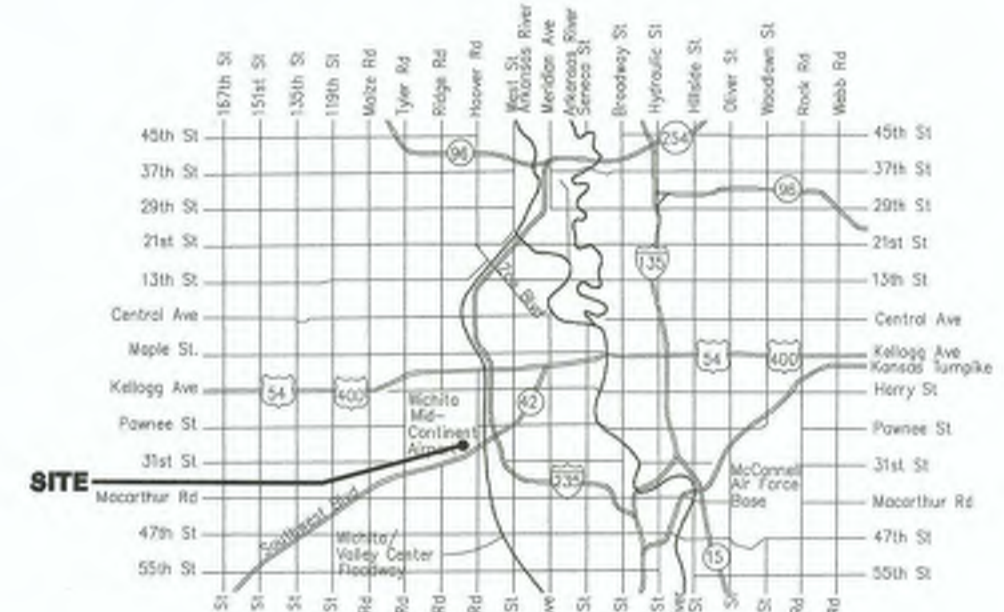 167th St
151st St
135th St
119th St
Maize Rd
Tyler Rd
Ridge Rd
Hoover Rd
West St
Arkansas River
Meridian Ave
Arkansas River
Seneca St
Broadway St
Hydraulic St
Hillside St
Oliver St
Woodlawn St
Rock Rd
Webb Rd
45th St
96
254
45th St
37th St
37th St
96
29th St
29th St
21st St
21st St
135
13th St
Zoo Blvd
13th St
Central Ave
Central Ave
Maple St.
54
400
Kellogg Ave
Kansas Turnpike
Kellogg Ave
54
400
Harry St
Wichita
Mid-
Continent
42
Pawnee St
Pawnee St
31st St
31st St
SITE
Macarthur Rd
235
McConnell
Air Force
Base
Macarthur Rd
Southwest Blvd
47th St
Wichita/
Valley Center
Floodway
47th St
15
55th St
55th St